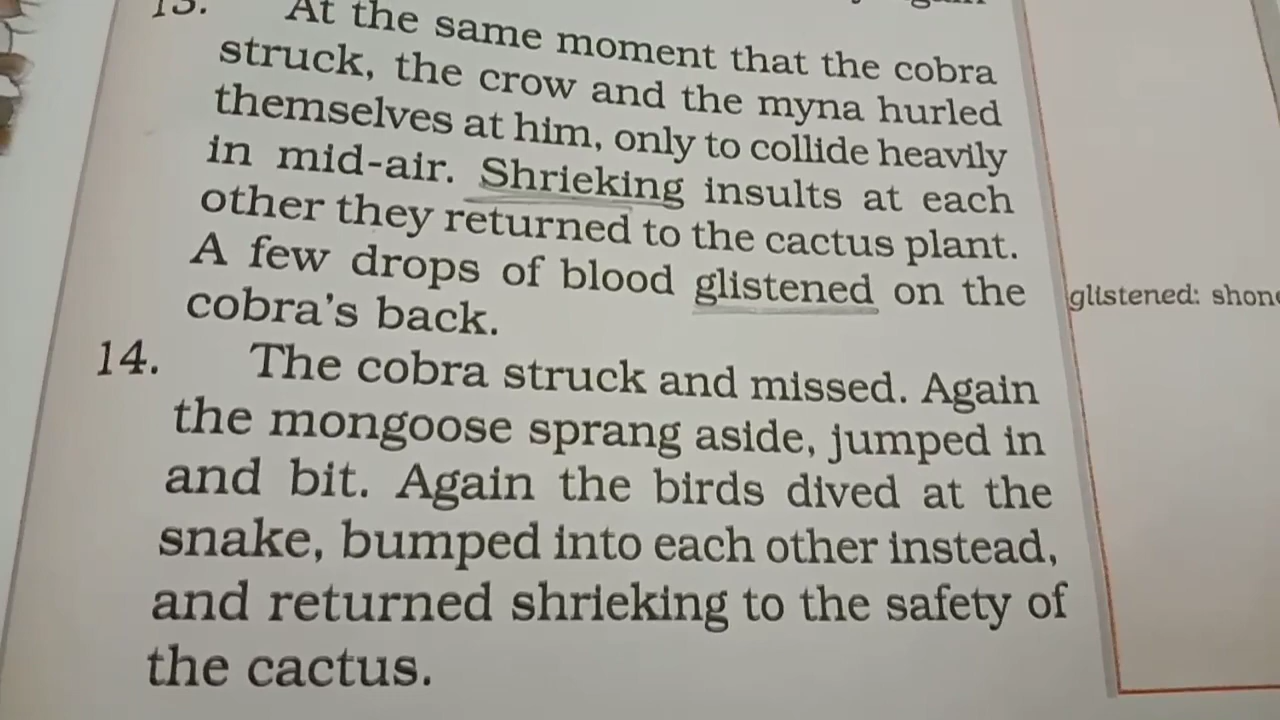 13. At the same moment that the cobra
struck, the crow and the myna hurled
themselves at him, only to collide heavily
in mid-air. Shrieking insults at each
other they returned to the cactus plant.
A few drops of blood glistened on the
cobra's back.
glistened: shone
14. The cobra struck and missed. Again
the mongoose sprang aside, jumped in
and bit. Again the birds dived at the
snake, bumped into each other instead,
and returned shrieking to the safety of
the cactus.